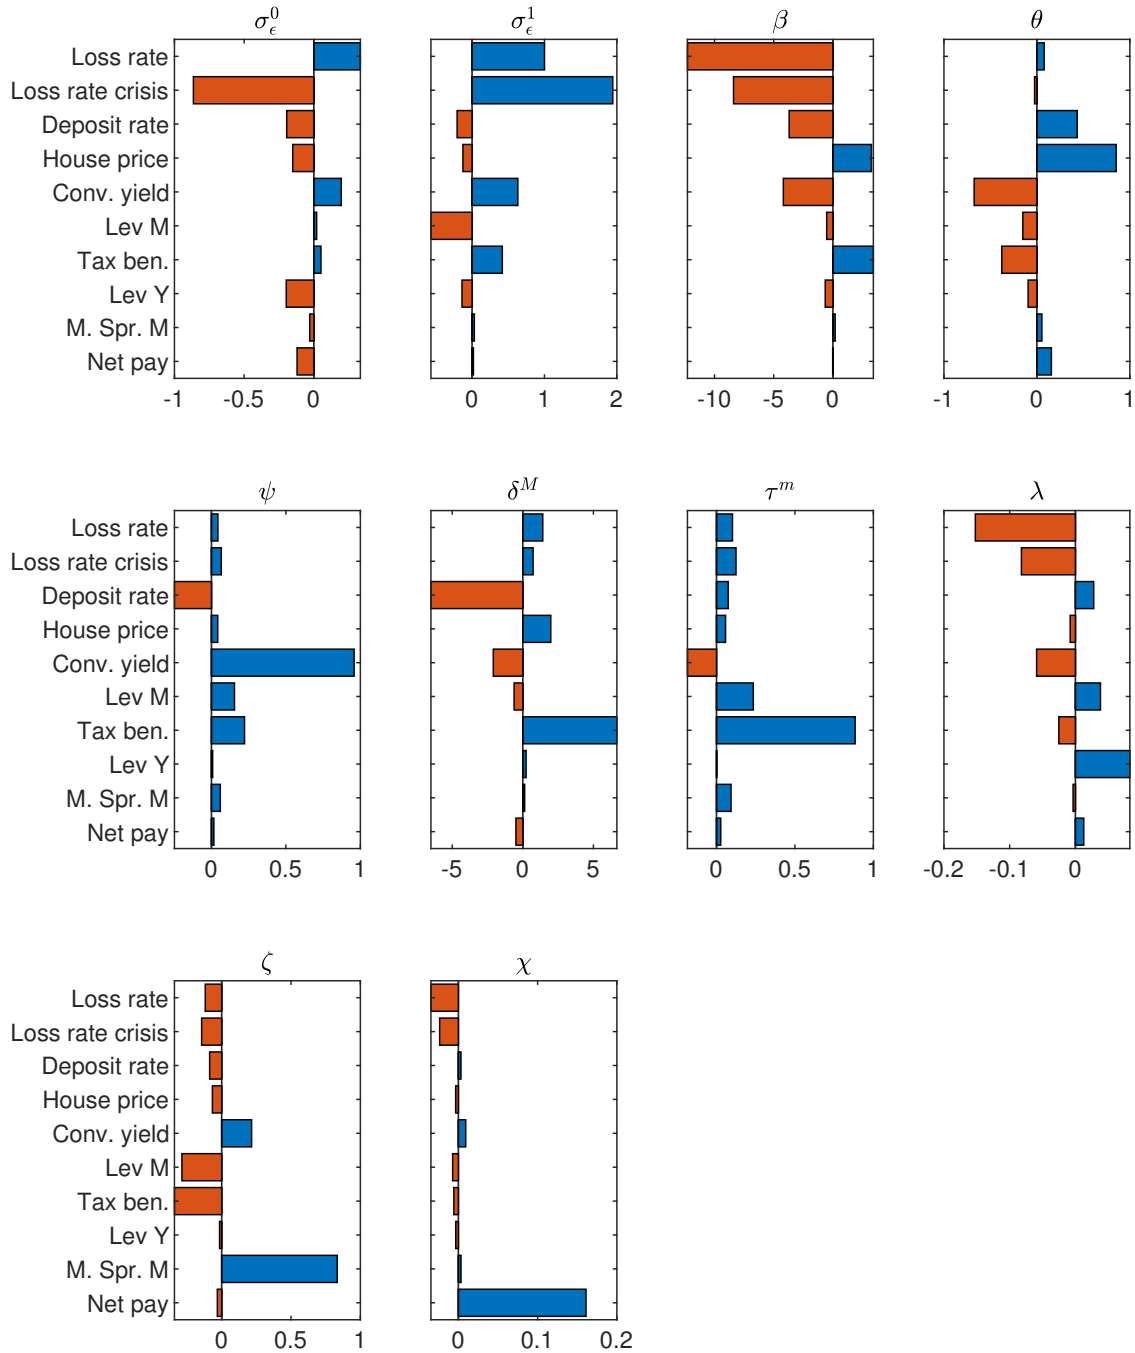 σ_ϵ^0 σ_ϵ^1 β θ
Loss rate
Loss rate crisis
Deposit rate
House price
Conv. yield
Lev M
Tax ben.
Lev Y
M. Spr. M
Net pay
-1 -0.5 0 0 1 2 -10 -5 0 -1 0 1
ψ δ^M τ^m λ
Loss rate
Loss rate crisis
Deposit rate
House price
Conv. yield
Lev M
Tax ben.
Lev Y
M. Spr. M
Net pay
0 0.5 1 -5 0 5 0 0.5 1 -0.2 -0.1 0
ζ χ
Loss rate
Loss rate crisis
Deposit rate
House price
Conv. yield
Lev M
Tax ben.
Lev Y
M. Spr. M
Net pay
0 0.5 1 0 0.1 0.2